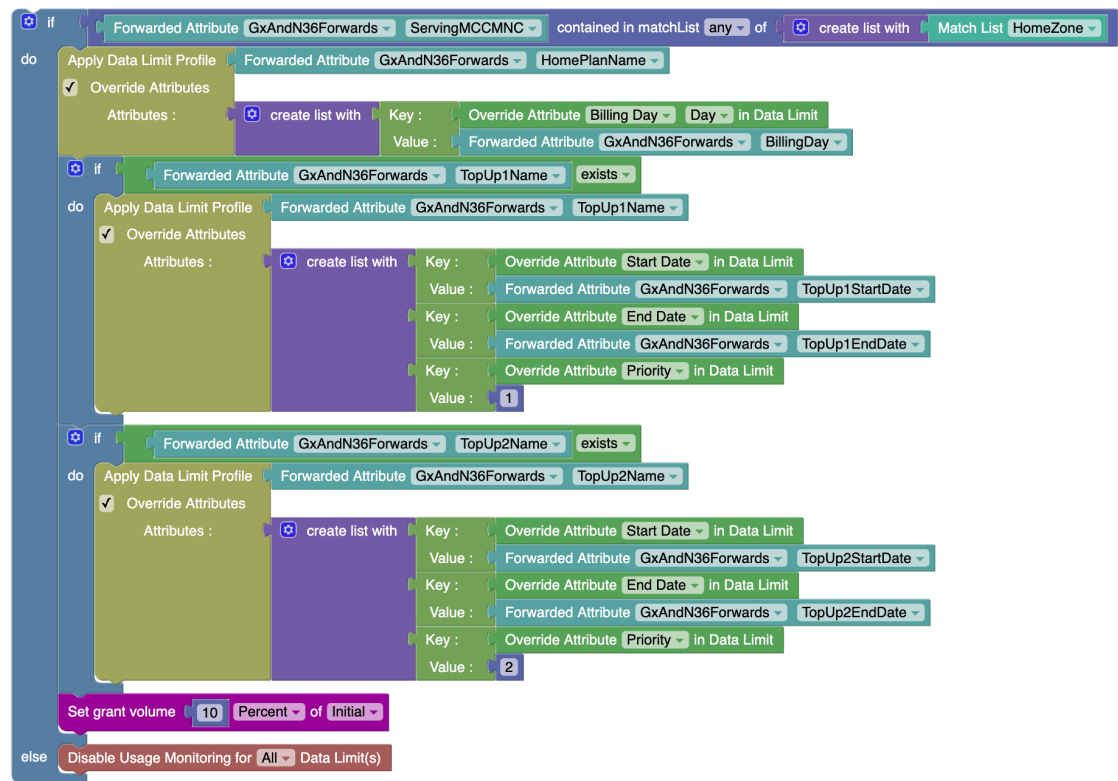 if Forwarded Attribute GxAndN36Forwards ServingMCCMNC contained in matchList any of create list with Match List HomeZone
do Apply Data Limit Profile Forwarded Attribute GxAndN36Forwards HomePlanName
✓ Override Attributes
Attributes : create list with Key : Override Attribute Billing Day Day in Data Limit
Value : Forwarded Attribute GxAndN36Forwards BillingDay
if Forwarded Attribute GxAndN36Forwards TopUp1Name exists
do Apply Data Limit Profile Forwarded Attribute GxAndN36Forwards TopUp1Name
✓ Override Attributes
Attributes : create list with Key : Override Attribute Start Date in Data Limit
Value : Forwarded Attribute GxAndN36Forwards TopUp1StartDate
Key : Override Attribute End Date in Data Limit
Value : Forwarded Attribute GxAndN36Forwards TopUp1EndDate
Key : Override Attribute Priority in Data Limit
Value : 1
if Forwarded Attribute GxAndN36Forwards TopUp2Name exists
do Apply Data Limit Profile Forwarded Attribute GxAndN36Forwards TopUp2Name
✓ Override Attributes
Attributes : create list with Key : Override Attribute Start Date in Data Limit
Value : Forwarded Attribute GxAndN36Forwards TopUp2StartDate
Key : Override Attribute End Date in Data Limit
Value : Forwarded Attribute GxAndN36Forwards TopUp2EndDate
Key : Override Attribute Priority in Data Limit
Value : 2
Set grant volume 10 Percent of Initial
else Disable Usage Monitoring for All Data Limit(s)